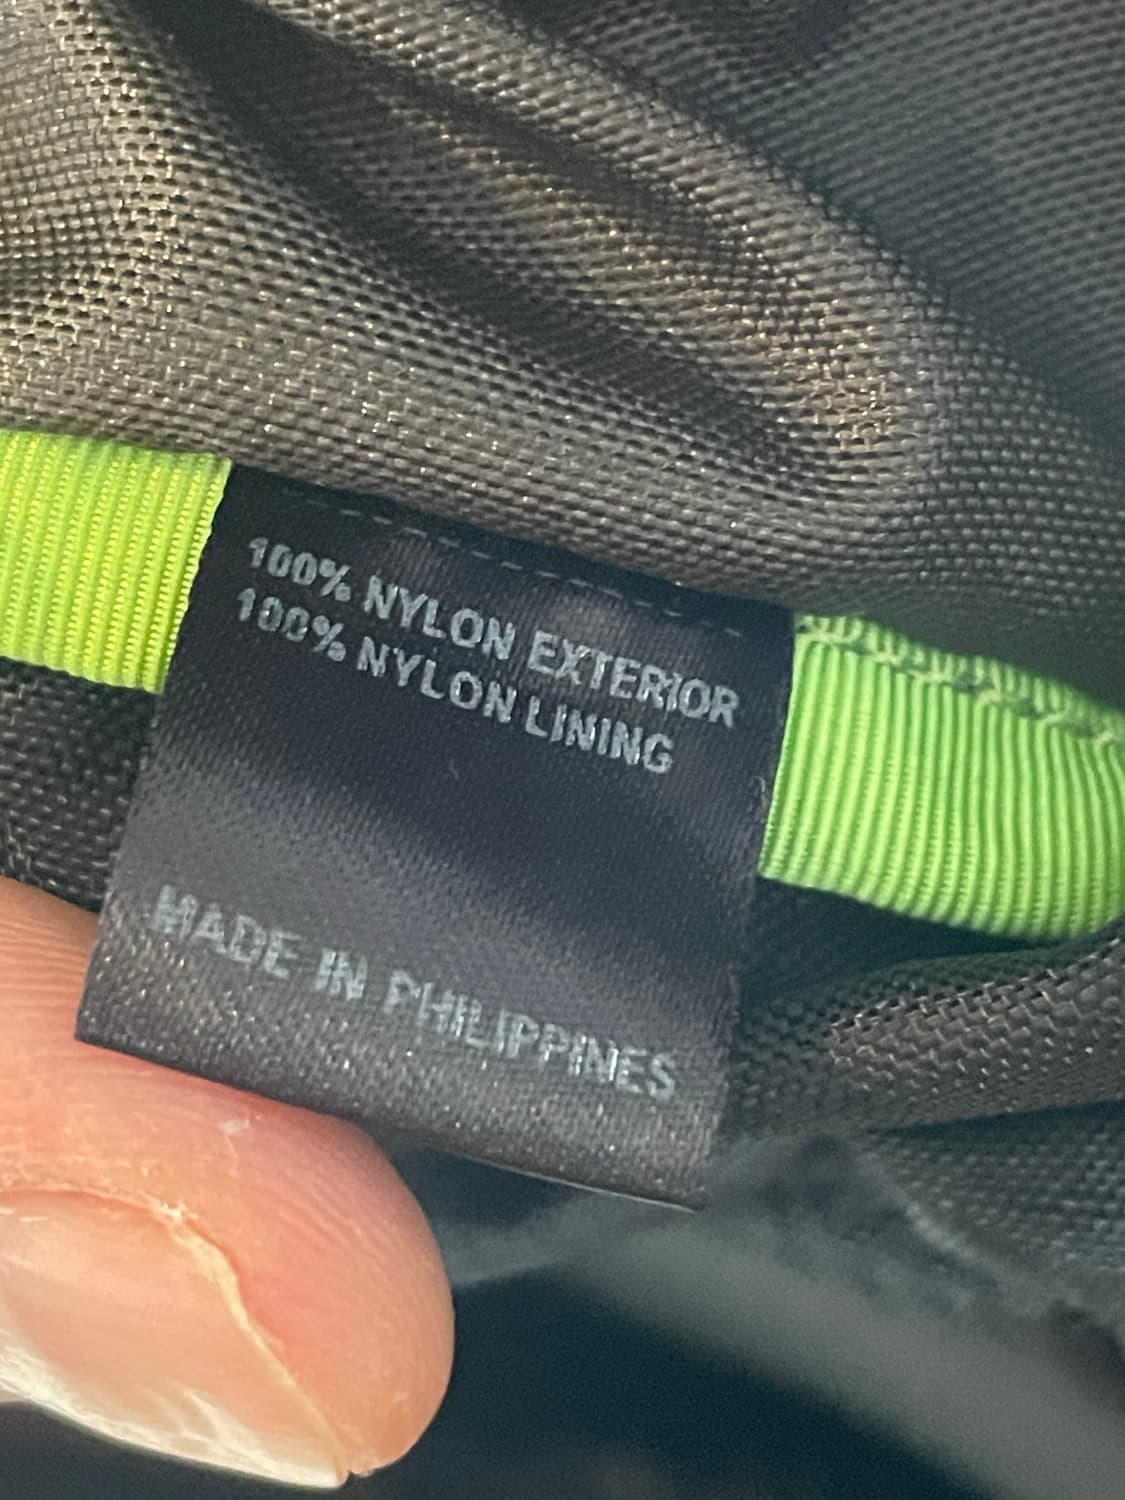 100% NYLON EXTERIOR
100% NYLON LINING
MADE IN PHILIPPINES